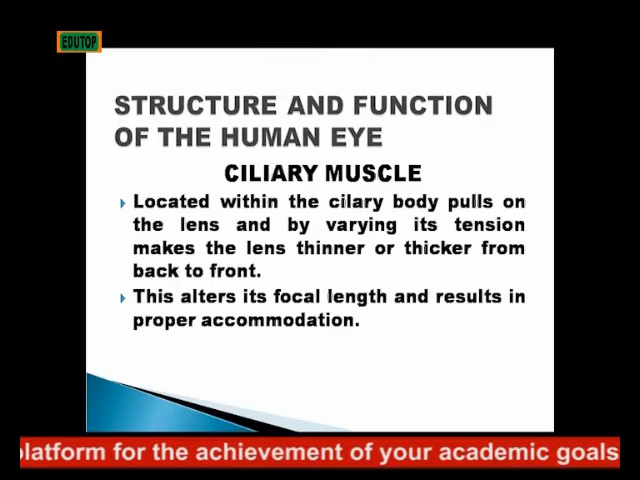 EDUTOP
STRUCTURE AND FUNCTION
OF THE HUMAN EYE
CILIARY MUSCLE
Located within the cilary body pulls on
the lens and by varying its tension
makes the lens thinner or thicker from
back to front.
This alters its focal length and results in
proper accommodation.
platform for the achievement of your academic goals